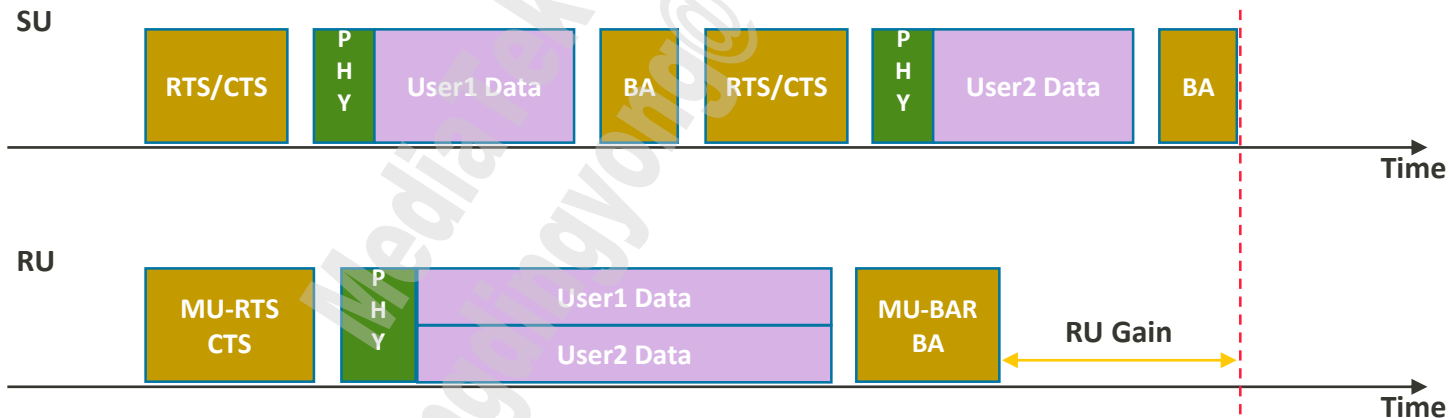 SU
RTS/CTS
P
H
Y
User1 Data
BA
RTS/CTS
P
H
Y
User2 Data
BA
Time
RU
MU-RTS
CTS
P
H
Y
User1 Data
User2 Data
MU-BAR
BA
RU Gain
Time
MediaTek